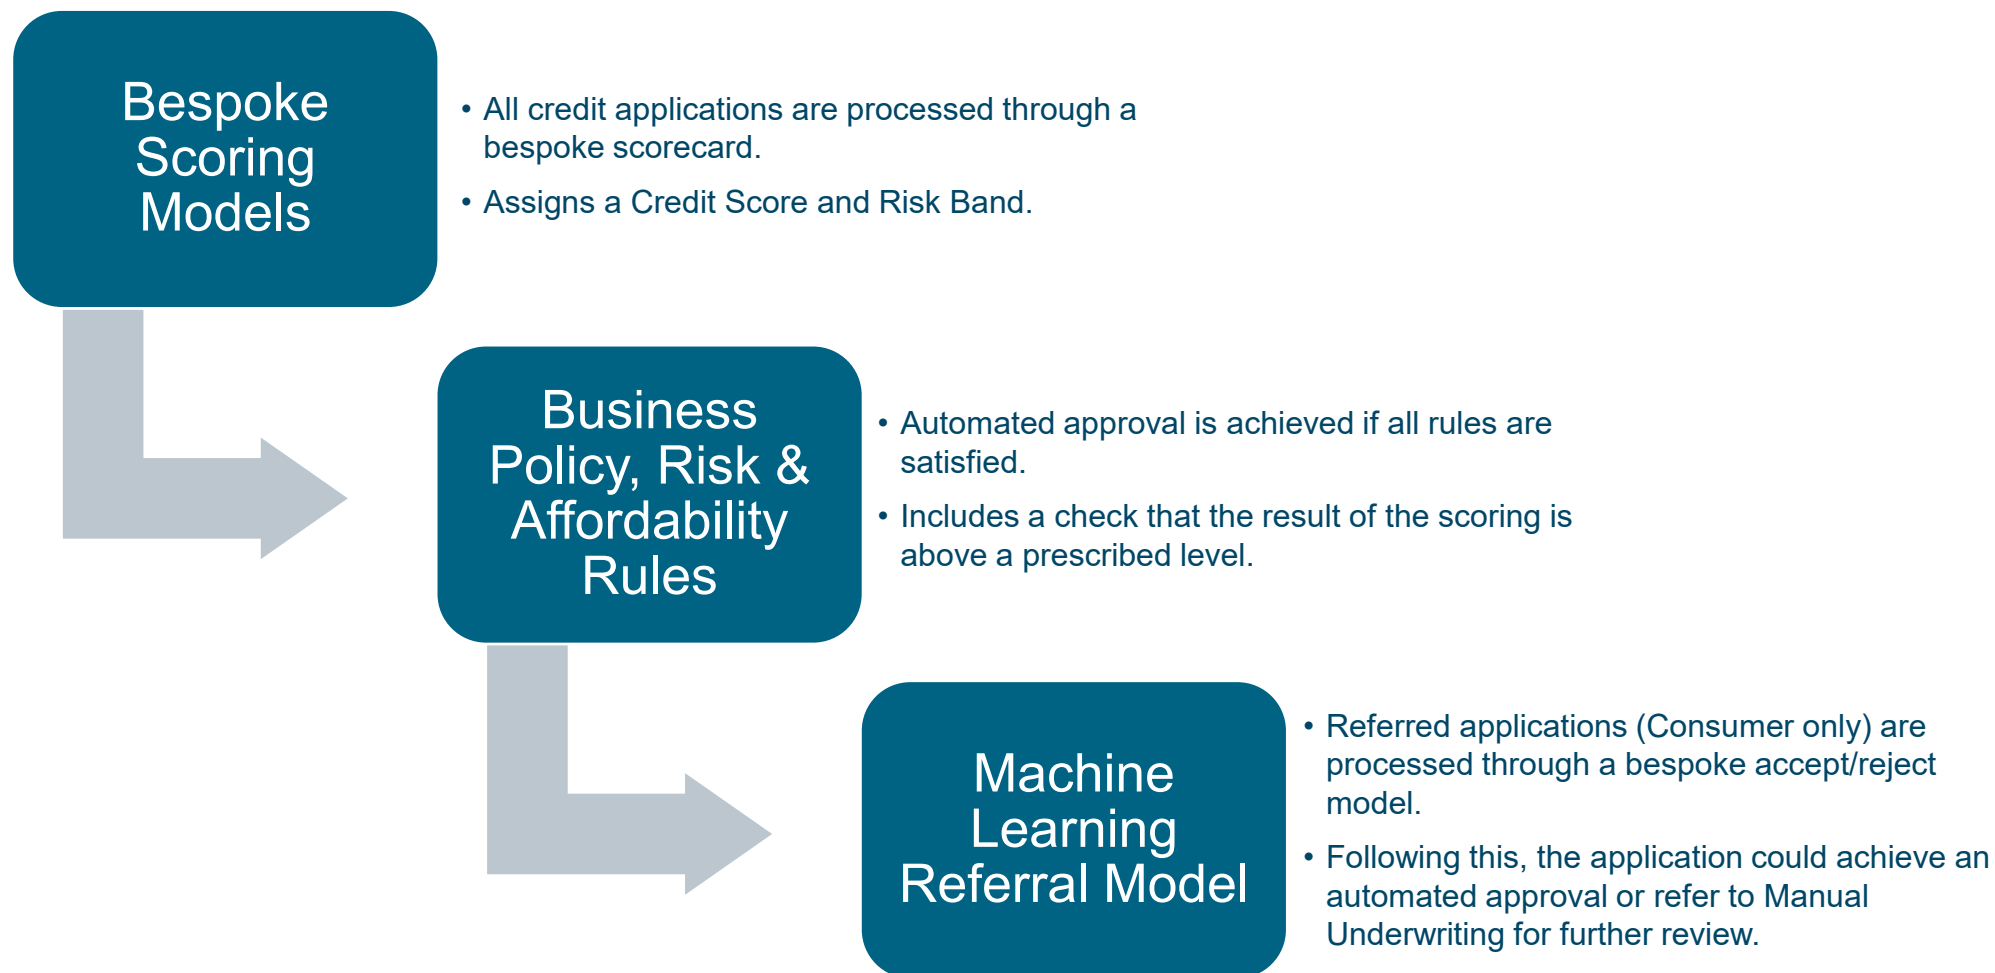 Bespoke
Scoring
Models
• All credit applications are processed through a
bespoke scorecard.
• Assigns a Credit Score and Risk Band.
Business
Policy, Risk &
Affordability
Rules
• Automated approval is achieved if all rules are
satisfied.
• Includes a check that the result of the scoring is
above a prescribed level.
Machine
Learning
Referral Model
• Referred applications (Consumer only) are
processed through a bespoke accept/reject
model.
• Following this, the application could achieve an
automated approval or refer to Manual
Underwriting for further review.